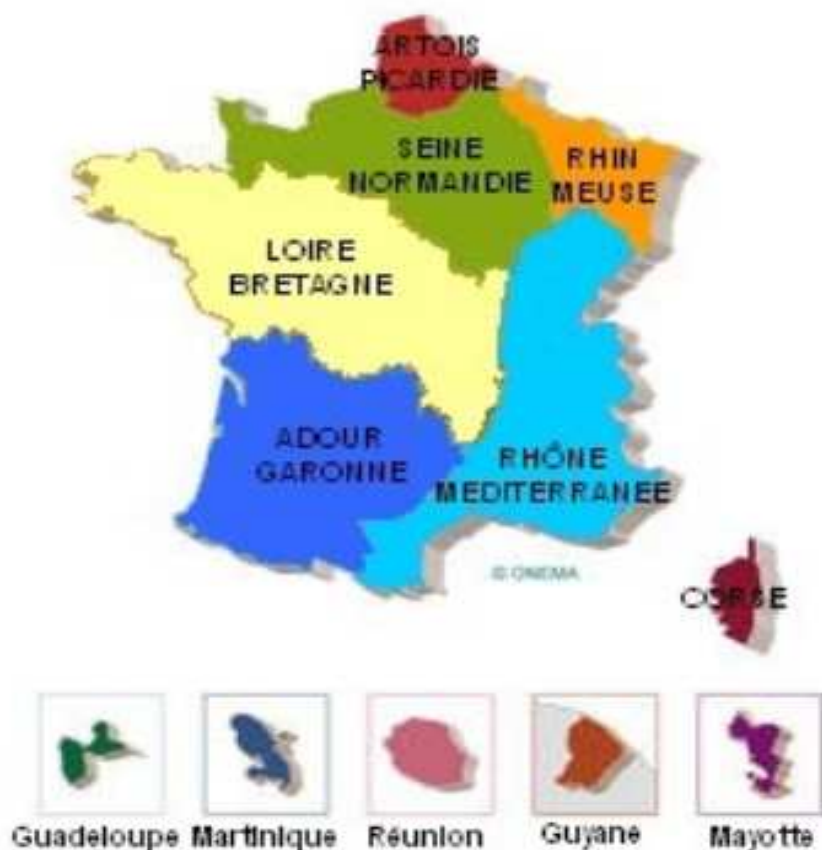 ARTOIS
PICARDIE
SEINE
NORMANDIE
RHIN
MEUSE
LOIRE
BRETAGNE
ADOUR
GARONNE
RHÔNE
MEDITERRANEE
© ONEMA
CORSE
Guadeloupe
Martinique
Réunion
Guyane
Mayotte